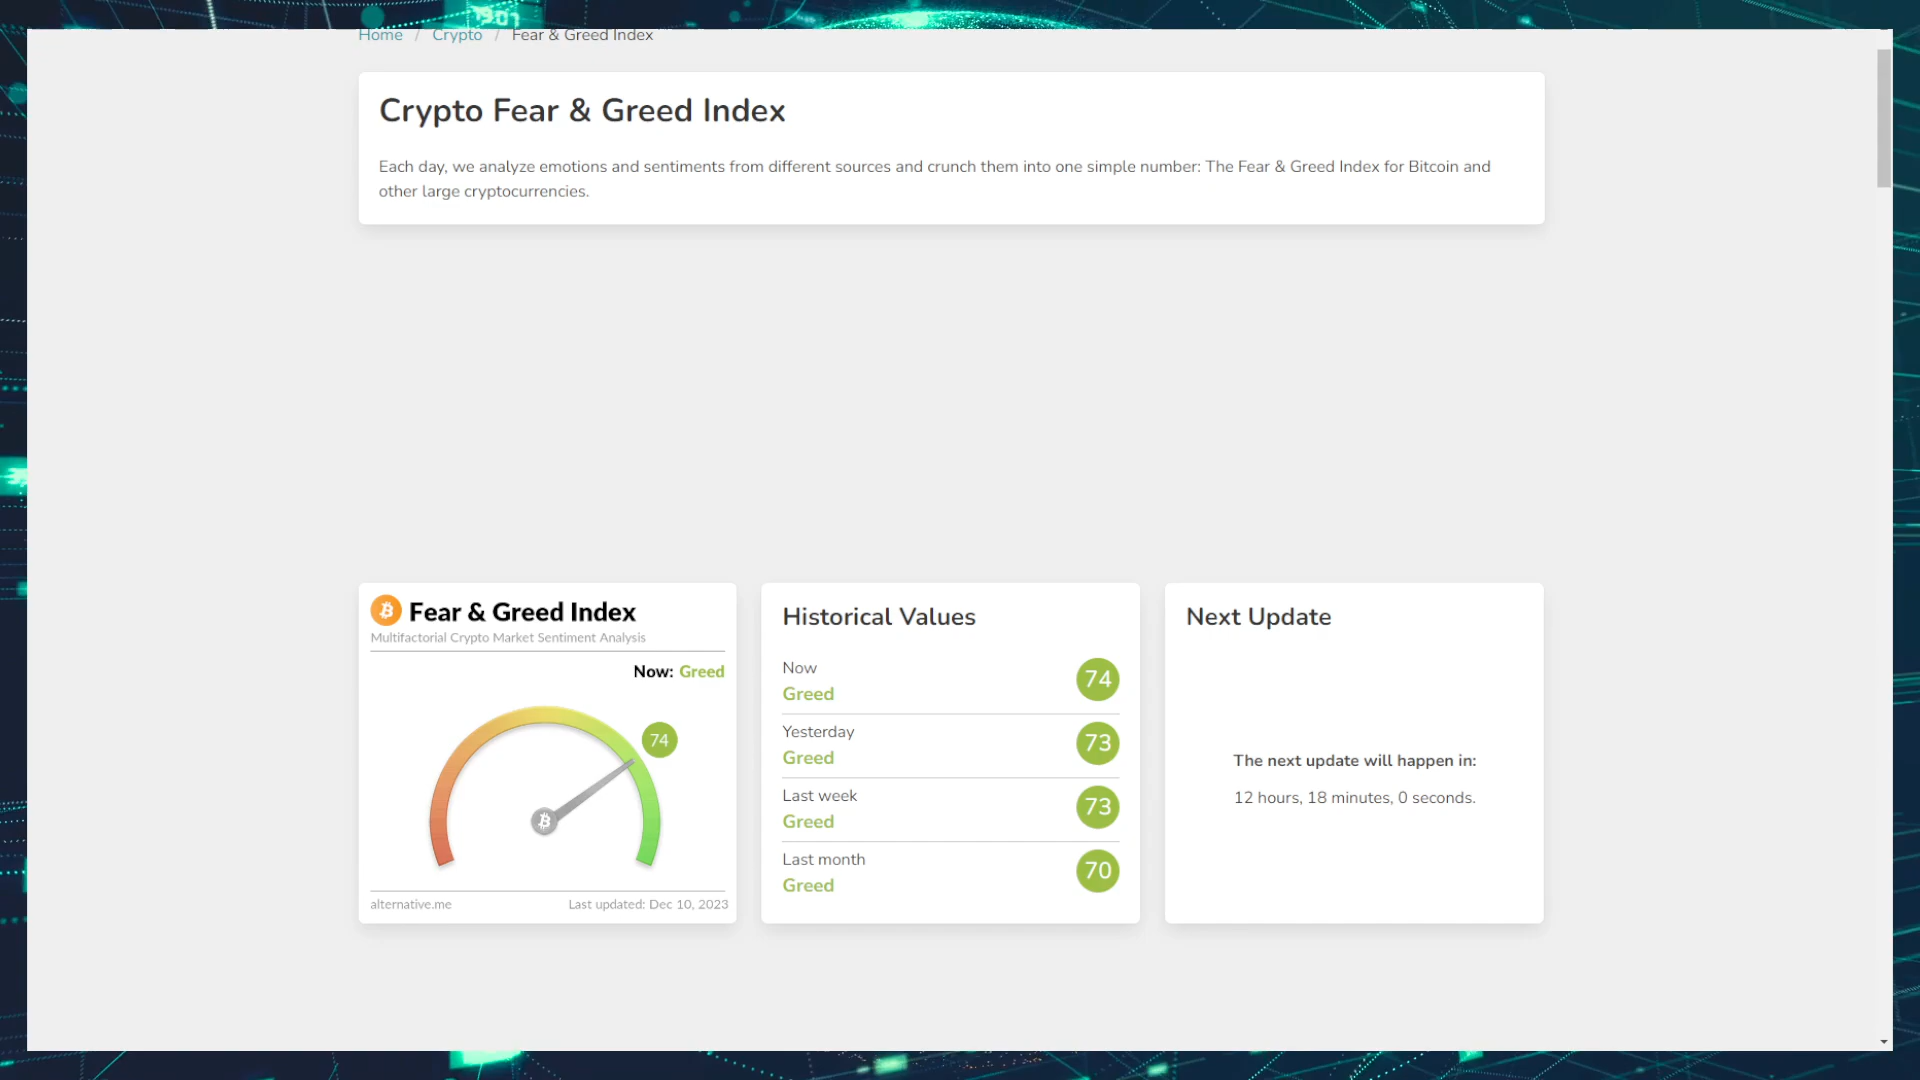 Home / Crypto / Fear & Greed Index
Crypto Fear & Greed Index
Each day, we analyze emotions and sentiments from different sources and crunch them into one simple number: The Fear & Greed Index for Bitcoin and
other large cryptocurrencies.
Fear & Greed Index
Multifactorial Crypto Market Sentiment Analysis
Now: Greed
74
alternative.me
Last updated: Dec 10, 2023
Historical Values
Now
Greed
74
Yesterday
Greed
73
Last week
Greed
73
Last month
Greed
70
Next Update
The next update will happen in:
12 hours, 18 minutes, 0 seconds.